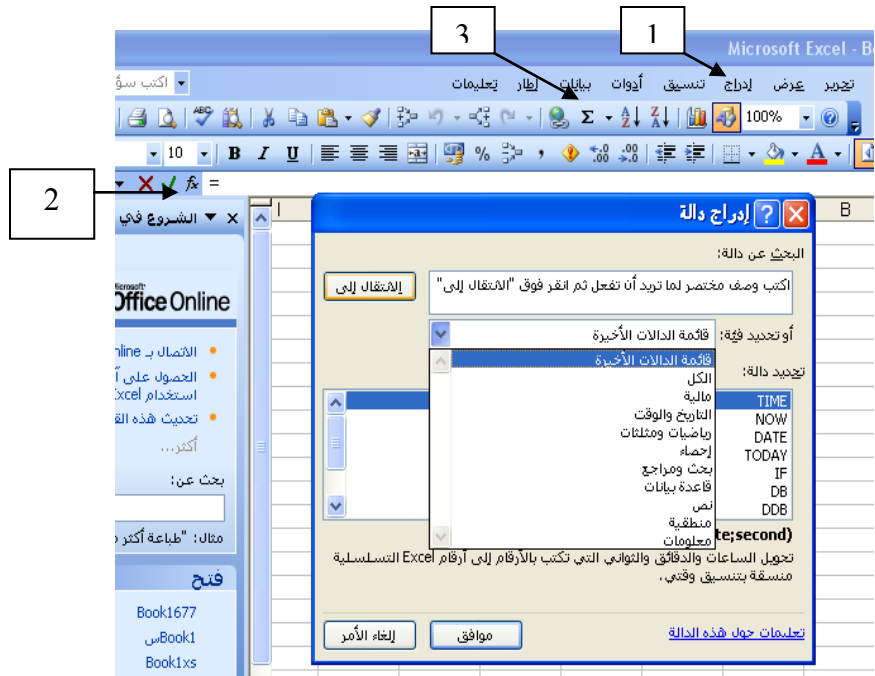 3
1
2
Microsoft Excel - B
تحرير عرض إدراج تنسيق أدوات بيانات إطار تعليمات
اكتب سؤ
Σ 100%
10 B I U % ,
fx =
الشروع في
I B
Microsoft
Office Online
الاتصال بـ nline
الحصول على آ
استخدام Excel
تحديث هذه الق
أكثر...
بحث عن:
مثال: "طباعة أكثر م
فتح
Book1677
سBook1
Book1xs
إدراج دالة
البحث عن دالة:
اكتب وصف مختصر لما تريد أن تفعل ثم انقر فوق "الانتقال إلى"
الانتقال إلى
أو تحديد فئة: قائمة الدالات الأخيرة
قائمة الدالات الأخيرة
الكل
مالية
التاريخ والوقت
رياضيات ومثلثات
إحصاء
بحث ومراجع
قاعدة بيانات
نص
منطقية
معلومات
تحديد دالة:
TIME
NOW
DATE
TODAY
IF
DB
DDB
te;second)
تحويل الساعات والدقائق والثواني التي تكتب بالأرقام إلى أرقام Excel التسلسلية
منسقة بتنسيق وقتي.
تعليمات حول هذه الدالة
موافق
إلغاء الأمر